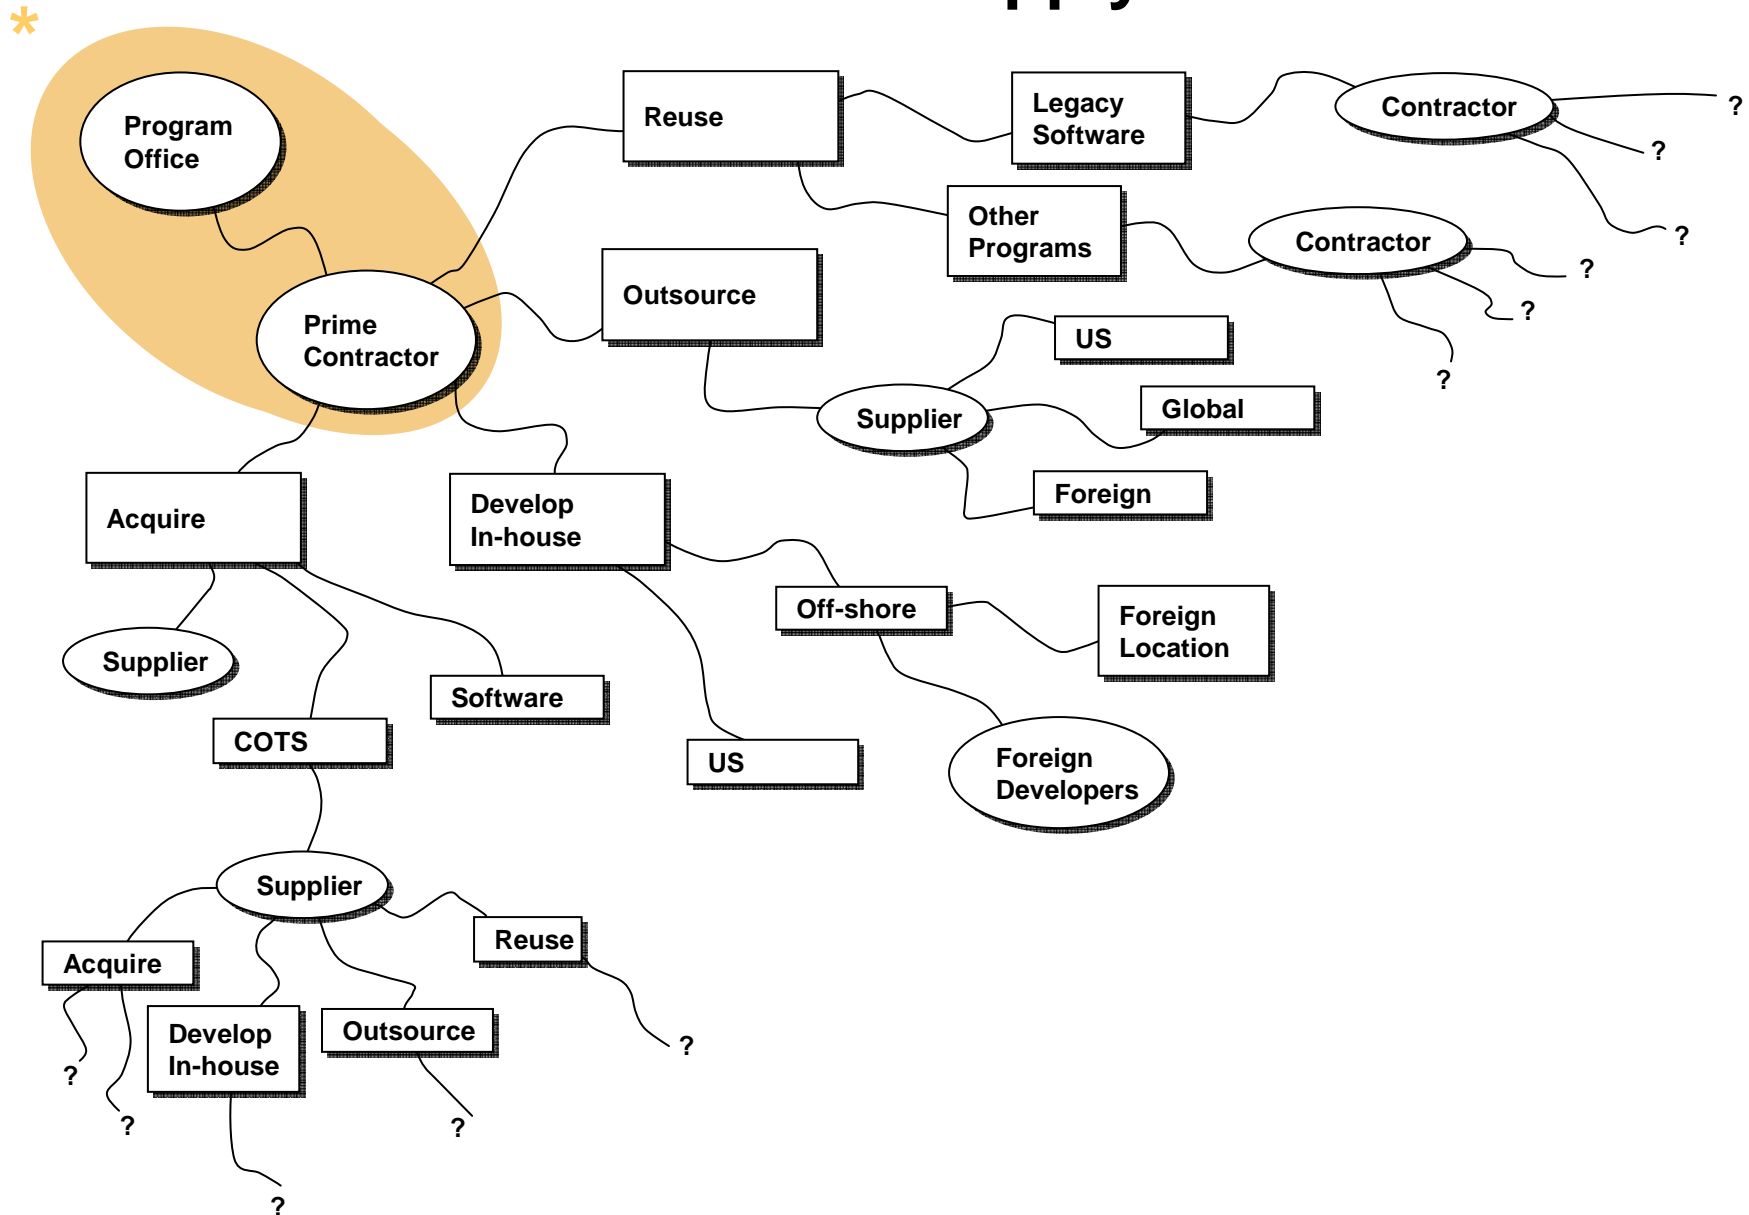 *
Program
Office
Prime
Contractor
Reuse
Legacy
Software
Contractor
?
?
?
Other
Programs
Contractor
?
?
?
Outsource
Supplier
US
Global
Foreign
Acquire
Supplier
COTS
Software
Develop
In-house
US
Off-shore
Foreign
Location
Foreign
Developers
Supplier
Acquire
?
?
Develop
In-house
?
Outsource
?
Reuse
?